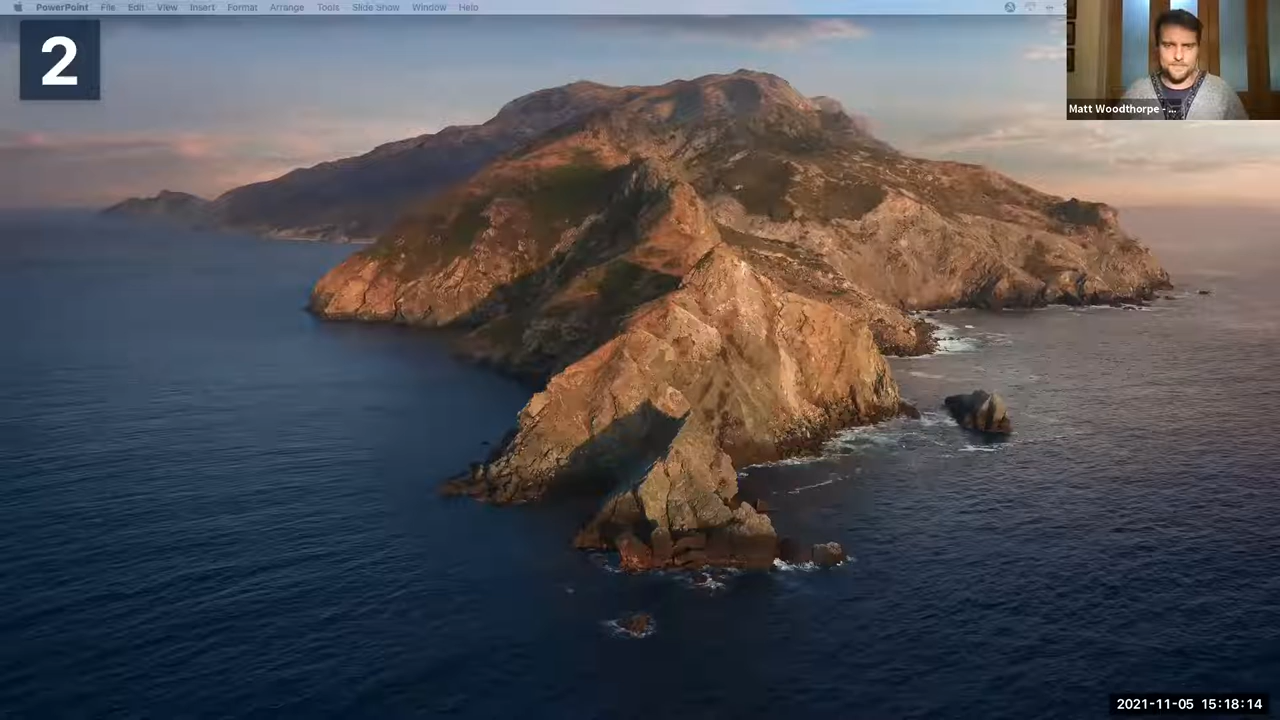 PowerPoint File Edit View Insert Format Arrange Tools Slide Show Window Help
2
Matt Woodthorpe - ...
2021-11-05 15:18:14